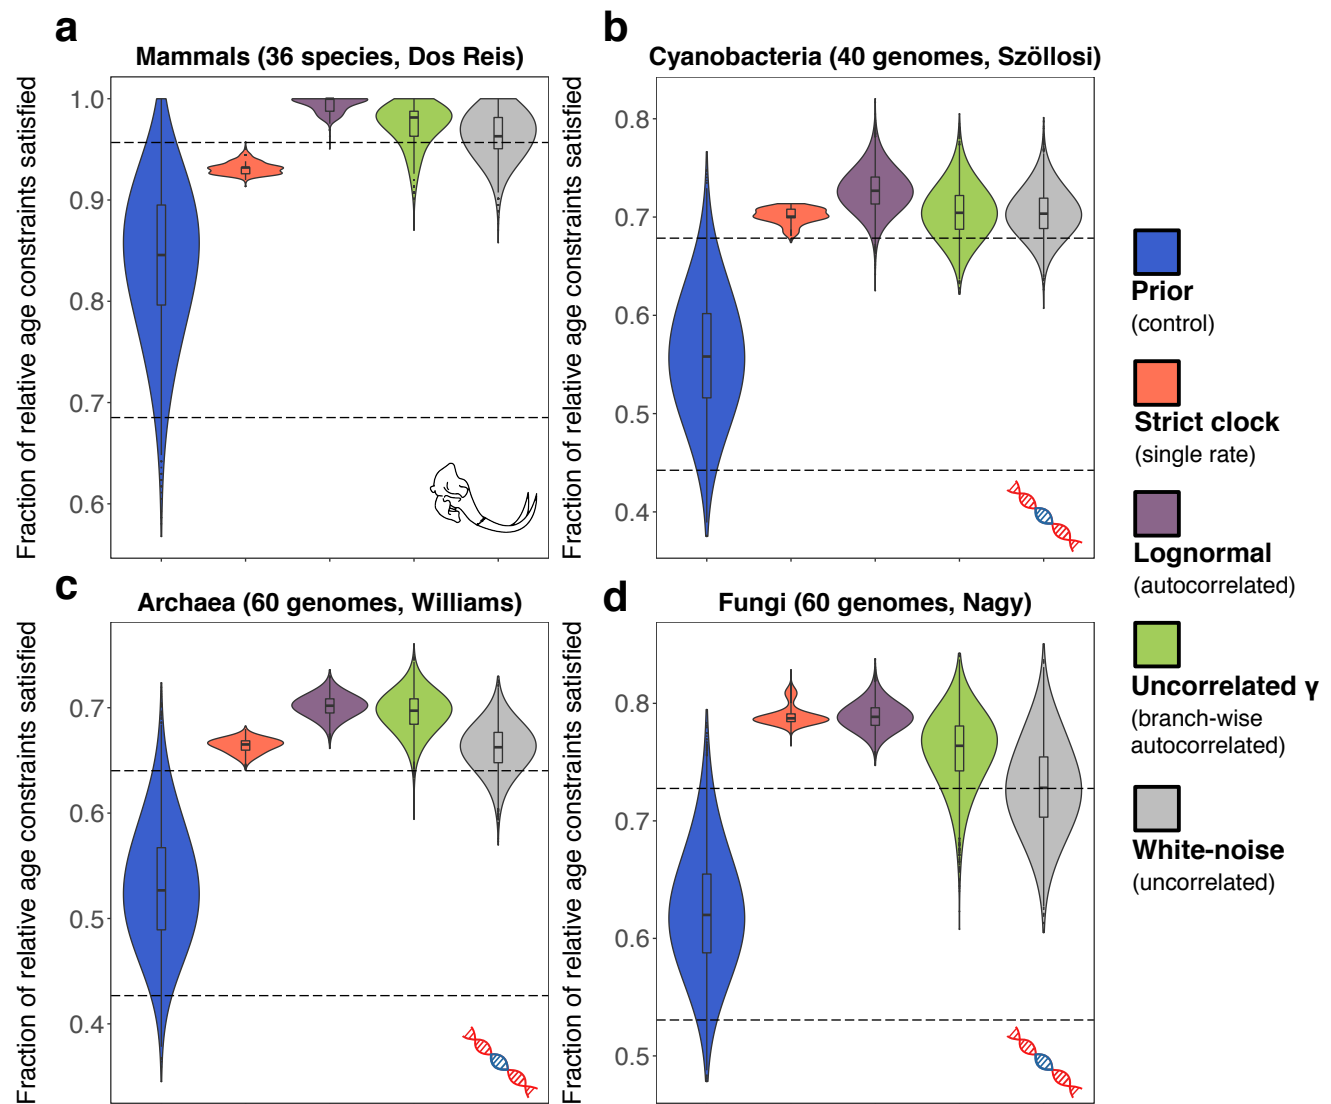 a
Mammals (36 species, Dos Reis)
Fraction of relative age constraints satisfied
1.0
0.9
0.8
0.7
0.6
b
Cyanobacteria (40 genomes, Szöllosi)
Fraction of relative age constraints satisfied
0.8
0.7
0.6
0.5
0.4
c
Archaea (60 genomes, Williams)
Fraction of relative age constraints satisfied
0.7
0.6
0.5
0.4
d
Fungi (60 genomes, Nagy)
Fraction of relative age constraints satisfied
0.8
0.7
0.6
0.5
Prior
(control)
Strict clock
(single rate)
Lognormal
(autocorrelated)
Uncorrelated γ
(branch-wise
autocorrelated)
White-noise
(uncorrelated)